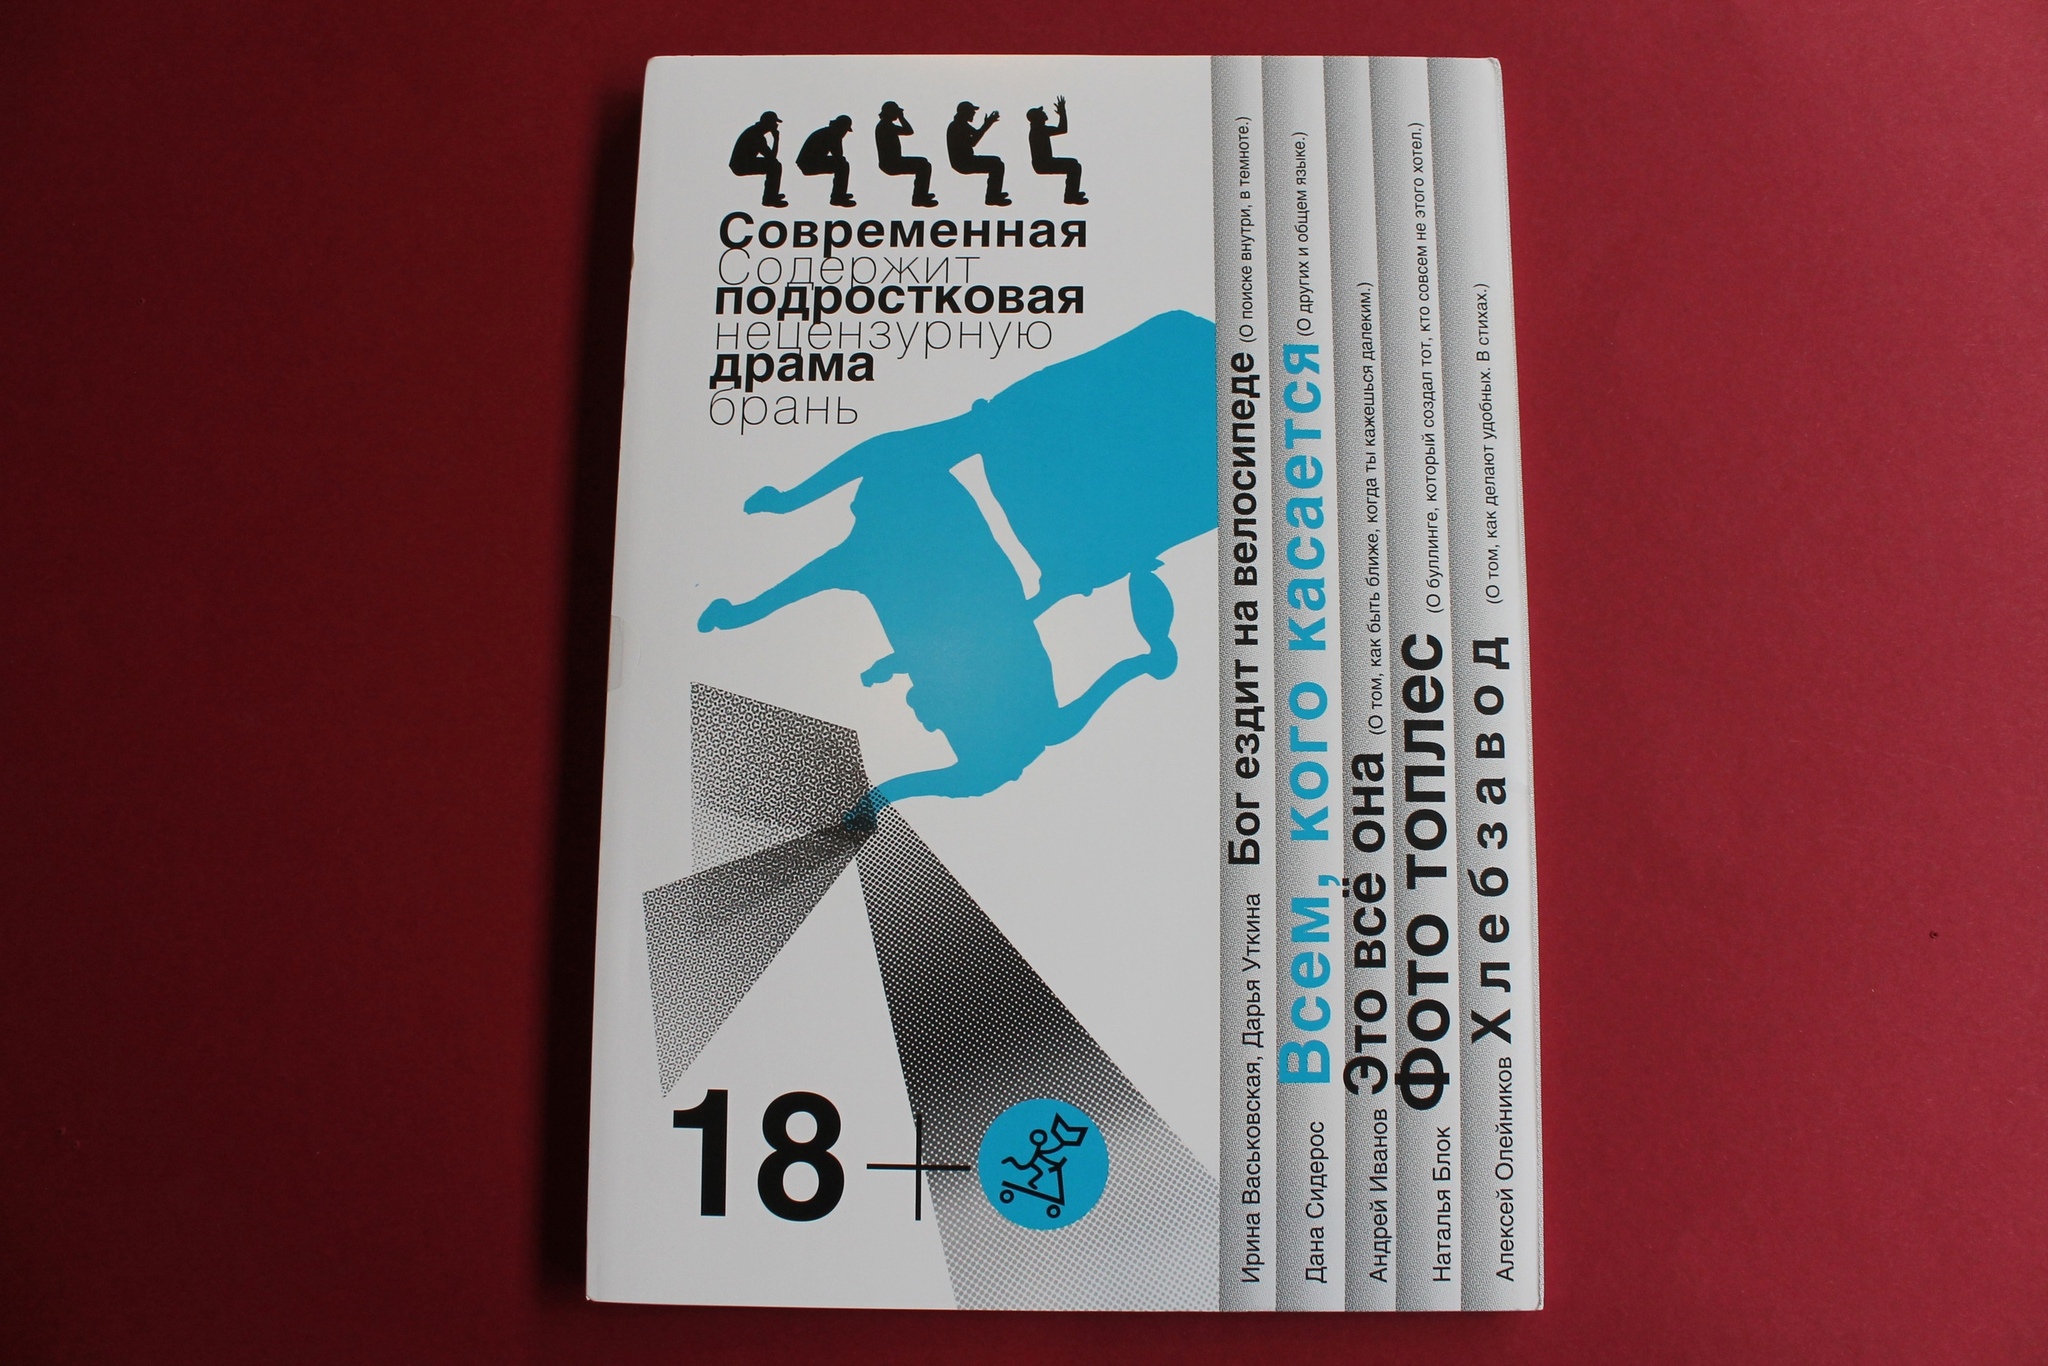 Современная
Содержит
подростковая
нецензурную
драма
брань
18+
Ирина Васьковская, Дарья Уткина Бог ездит на велосипеде (О поиске внутри, в темноте.)
Дана Сидерос Всем, кого касается (О других и общем языке.)
Андрей Иванов Это всё она (О том, как быть ближе, когда ты кажешься далеким.)
Наталья Блок Фото топлес (О буллинге, который создал тот, кто совсем не этого хотел.)
Алексей Олейников Хлебзавод (О том, как делают удобных. В стихах.)